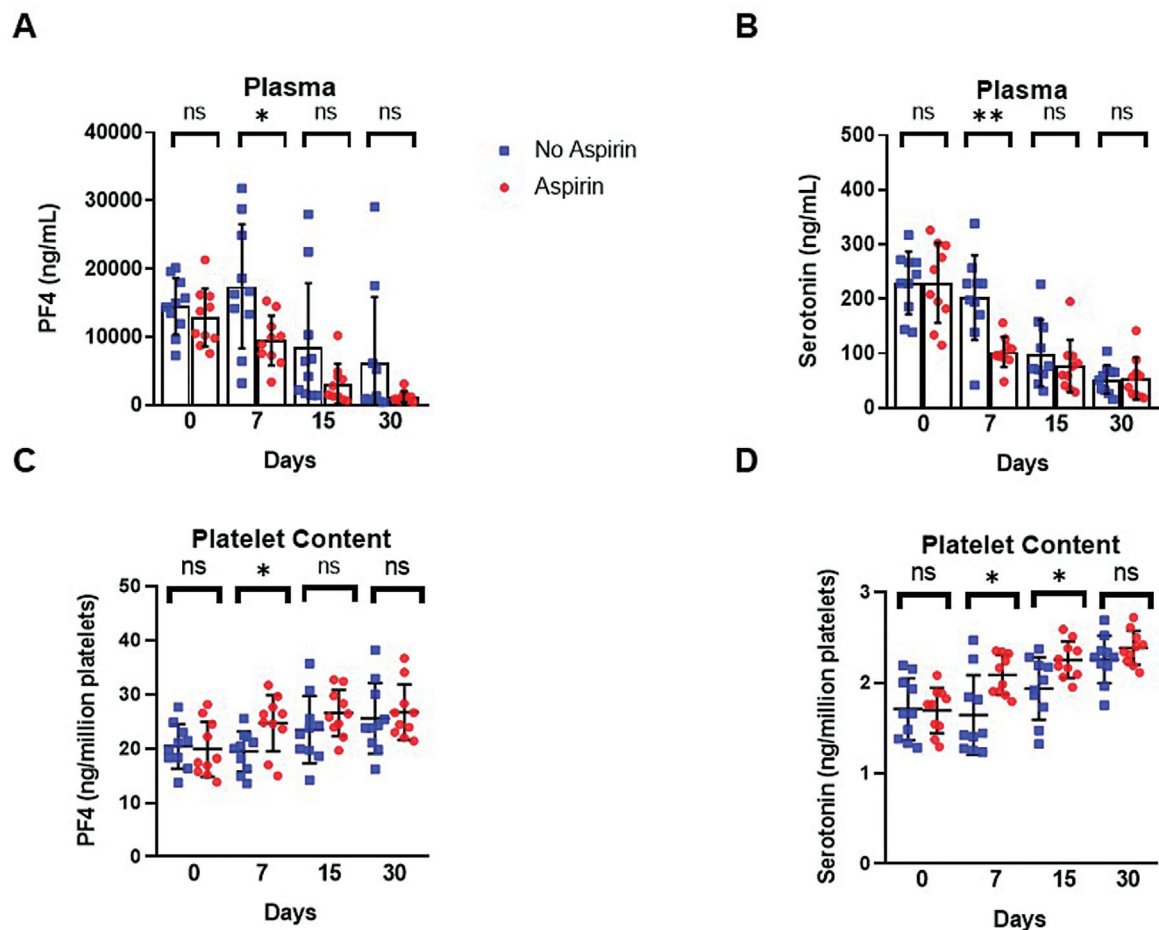 A
Plasma
ns * ns ns
40000
30000
20000
10000
0
PF4 (ng/mL)
0 7 15 30
Days
No Aspirin
Aspirin
B
Plasma
ns ** ns ns
500
400
300
200
100
0
Serotonin (ng/mL)
0 7 15 30
Days
C
Platelet Content
ns * ns ns
50
40
30
20
10
0
PF4 (ng/million platelets)
0 7 15 30
Days
D
Platelet Content
ns * * ns
3
2
1
0
Serotonin (ng/million platelets)
0 7 15 30
Days